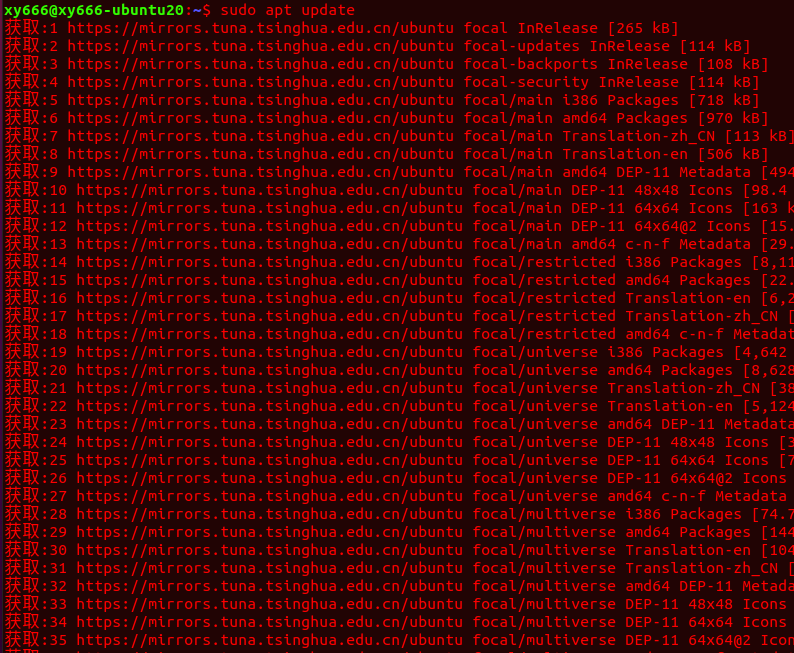 xy666@xy666-ubuntu20:~$ sudo apt update
获取:1 https://mirrors.tuna.tsinghua.edu.cn/ubuntu focal InRelease [265 kB]
获取:2 https://mirrors.tuna.tsinghua.edu.cn/ubuntu focal-updates InRelease [114 kB]
获取:3 https://mirrors.tuna.tsinghua.edu.cn/ubuntu focal-backports InRelease [108 kB]
获取:4 https://mirrors.tuna.tsinghua.edu.cn/ubuntu focal-security InRelease [114 kB]
获取:5 https://mirrors.tuna.tsinghua.edu.cn/ubuntu focal/main i386 Packages [718 kB]
获取:6 https://mirrors.tuna.tsinghua.edu.cn/ubuntu focal/main amd64 Packages [970 kB]
获取:7 https://mirrors.tuna.tsinghua.edu.cn/ubuntu focal/main Translation-zh_CN [113 kB]
获取:8 https://mirrors.tuna.tsinghua.edu.cn/ubuntu focal/main Translation-en [506 kB]
获取:9 https://mirrors.tuna.tsinghua.edu.cn/ubuntu focal/main amd64 DEP-11 Metadata [494
获取:10 https://mirrors.tuna.tsinghua.edu.cn/ubuntu focal/main DEP-11 48x48 Icons [98.4
获取:11 https://mirrors.tuna.tsinghua.edu.cn/ubuntu focal/main DEP-11 64x64 Icons [163 k
获取:12 https://mirrors.tuna.tsinghua.edu.cn/ubuntu focal/main DEP-11 64x64@2 Icons [15.
获取:13 https://mirrors.tuna.tsinghua.edu.cn/ubuntu focal/main amd64 c-n-f Metadata [29.
获取:14 https://mirrors.tuna.tsinghua.edu.cn/ubuntu focal/restricted i386 Packages [8,11
获取:15 https://mirrors.tuna.tsinghua.edu.cn/ubuntu focal/restricted amd64 Packages [22.
获取:16 https://mirrors.tuna.tsinghua.edu.cn/ubuntu focal/restricted Translation-en [6,2
获取:17 https://mirrors.tuna.tsinghua.edu.cn/ubuntu focal/restricted Translation-zh_CN [
获取:18 https://mirrors.tuna.tsinghua.edu.cn/ubuntu focal/restricted amd64 c-n-f Metadat
获取:19 https://mirrors.tuna.tsinghua.edu.cn/ubuntu focal/universe i386 Packages [4,642
获取:20 https://mirrors.tuna.tsinghua.edu.cn/ubuntu focal/universe amd64 Packages [8,628
获取:21 https://mirrors.tuna.tsinghua.edu.cn/ubuntu focal/universe Translation-zh_CN [38
获取:22 https://mirrors.tuna.tsinghua.edu.cn/ubuntu focal/universe Translation-en [5,124
获取:23 https://mirrors.tuna.tsinghua.edu.cn/ubuntu focal/universe amd64 DEP-11 Metadata
获取:24 https://mirrors.tuna.tsinghua.edu.cn/ubuntu focal/universe DEP-11 48x48 Icons [3
获取:25 https://mirrors.tuna.tsinghua.edu.cn/ubuntu focal/universe DEP-11 64x64 Icons [7
获取:26 https://mirrors.tuna.tsinghua.edu.cn/ubuntu focal/universe DEP-11 64x64@2 Icons
获取:27 https://mirrors.tuna.tsinghua.edu.cn/ubuntu focal/universe amd64 c-n-f Metadata
获取:28 https://mirrors.tuna.tsinghua.edu.cn/ubuntu focal/multiverse i386 Packages [74.7
获取:29 https://mirrors.tuna.tsinghua.edu.cn/ubuntu focal/multiverse amd64 Packages [144
获取:30 https://mirrors.tuna.tsinghua.edu.cn/ubuntu focal/multiverse Translation-en [104
获取:31 https://mirrors.tuna.tsinghua.edu.cn/ubuntu focal/multiverse Translation-zh_CN [
获取:32 https://mirrors.tuna.tsinghua.edu.cn/ubuntu focal/multiverse amd64 DEP-11 Metada
获取:33 https://mirrors.tuna.tsinghua.edu.cn/ubuntu focal/multiverse DEP-11 48x48 Icons
获取:34 https://mirrors.tuna.tsinghua.edu.cn/ubuntu focal/multiverse DEP-11 64x64 Icons
获取:35 https://mirrors.tuna.tsinghua.edu.cn/ubuntu focal/multiverse DEP-11 64x64@2 Icon